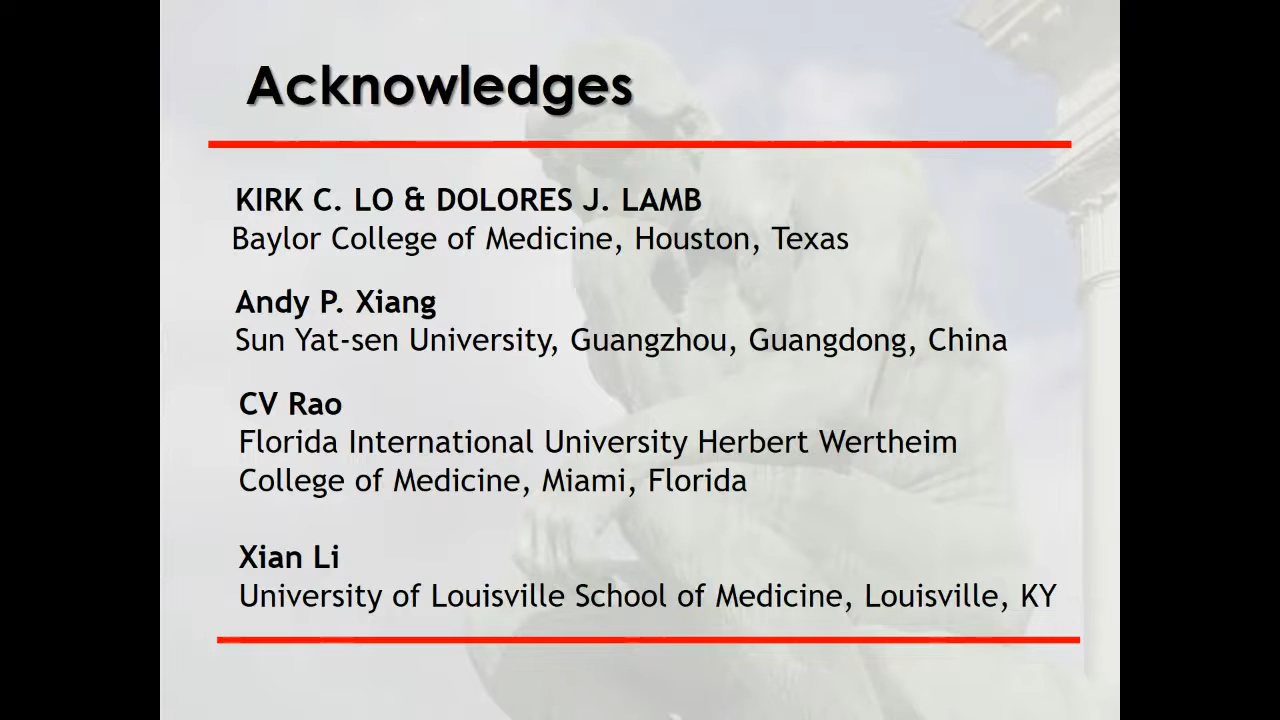 Acknowledges
KIRK C. LO & DOLORES J. LAMB
Baylor College of Medicine, Houston, Texas
Andy P. Xiang
Sun Yat-sen University, Guangzhou, Guangdong, China
CV Rao
Florida International University Herbert Wertheim
College of Medicine, Miami, Florida
Xian Li
University of Louisville School of Medicine, Louisville, KY